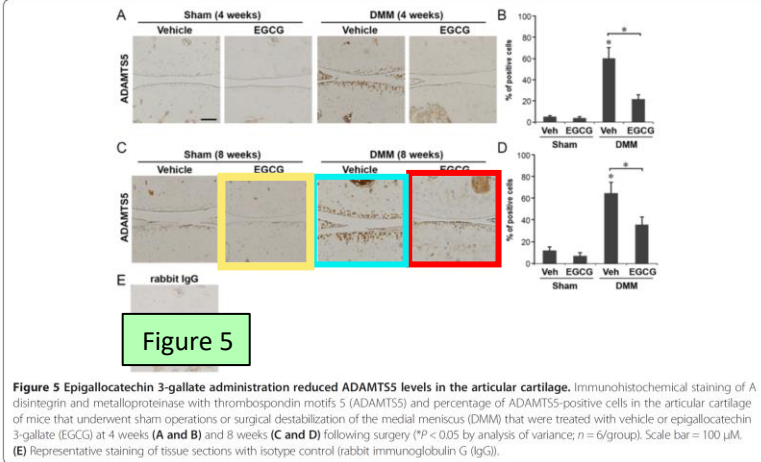 A
Sham (4 weeks)
DMM (4 weeks)
Vehicle
EGCG
Vehicle
EGCG
ADAMTS5
B
% of positive cells
100
80
60
40
20
0
*
*
Veh EGCG Veh EGCG
Sham DMM
C
Sham (8 weeks)
DMM (8 weeks)
Vehicle
EGCG
Vehicle
EGCG
ADAMTS5
D
% of positive cells
100
80
60
40
20
0
*
*
Veh EGCG Veh EGCG
Sham DMM
E
rabbit IgG
Figure 5
Figure 5 Epigallocatechin 3-gallate administration reduced ADAMTS5 levels in the articular cartilage. Immunohistochemical staining of A
disintegrin and metalloproteinase with thrombospondin motifs 5 (ADAMTS5) and percentage of ADAMTS5-positive cells in the articular cartilage
of mice that underwent sham operations or surgical destabilization of the medial meniscus (DMM) that were treated with vehicle or epigallocatechin
3-gallate (EGCG) at 4 weeks (A and B) and 8 weeks (C and D) following surgery (*P < 0.05 by analysis of variance; n = 6/group). Scale bar = 100 μM.
(E) Representative staining of tissue sections with isotype control (rabbit immunoglobulin G (IgG)).